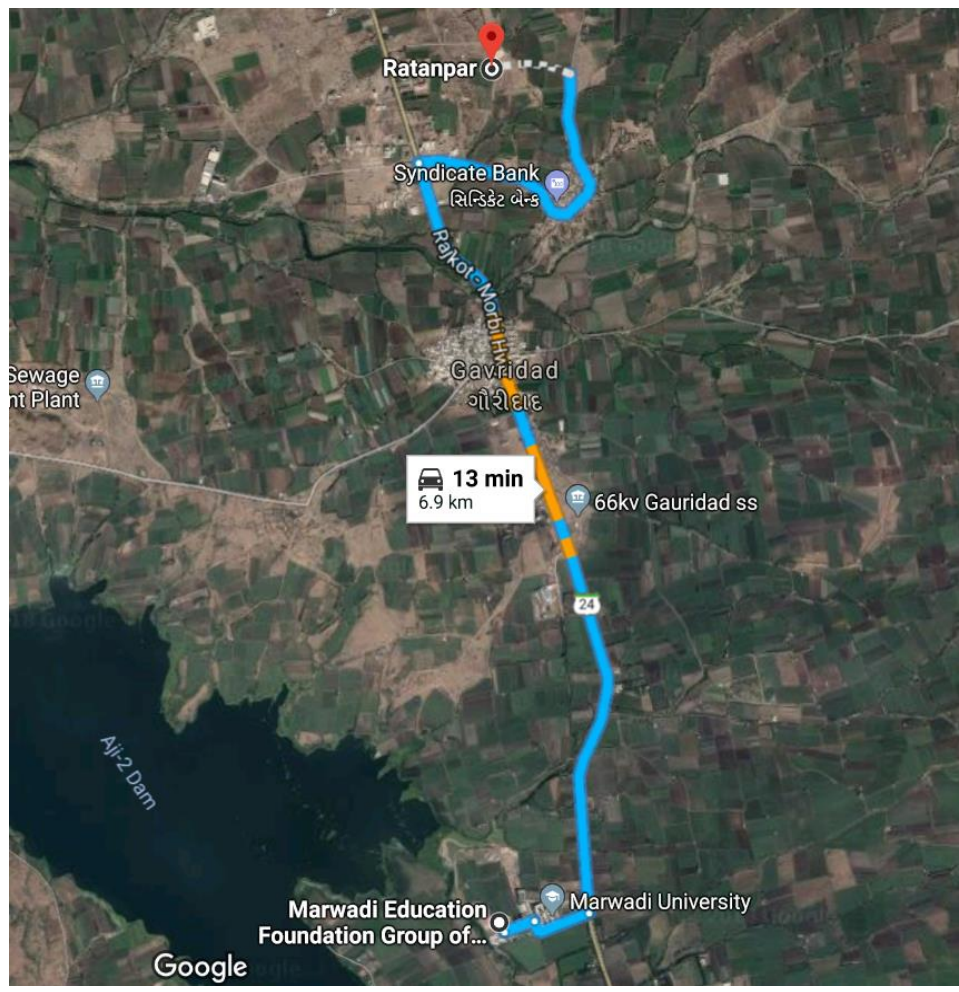 Ratanpar
Syndicate Bank
સિન્ડિકેટ બેન્ક
Rajkot - Morbi Hwy
Gavridad
ગૌરીદાદ
Sewage
nt Plant
13 min
6.9 km
66kv Gauridad ss
24
Aji-2 Dam
Marwadi University
Marwadi Education
Foundation Group of...
Google